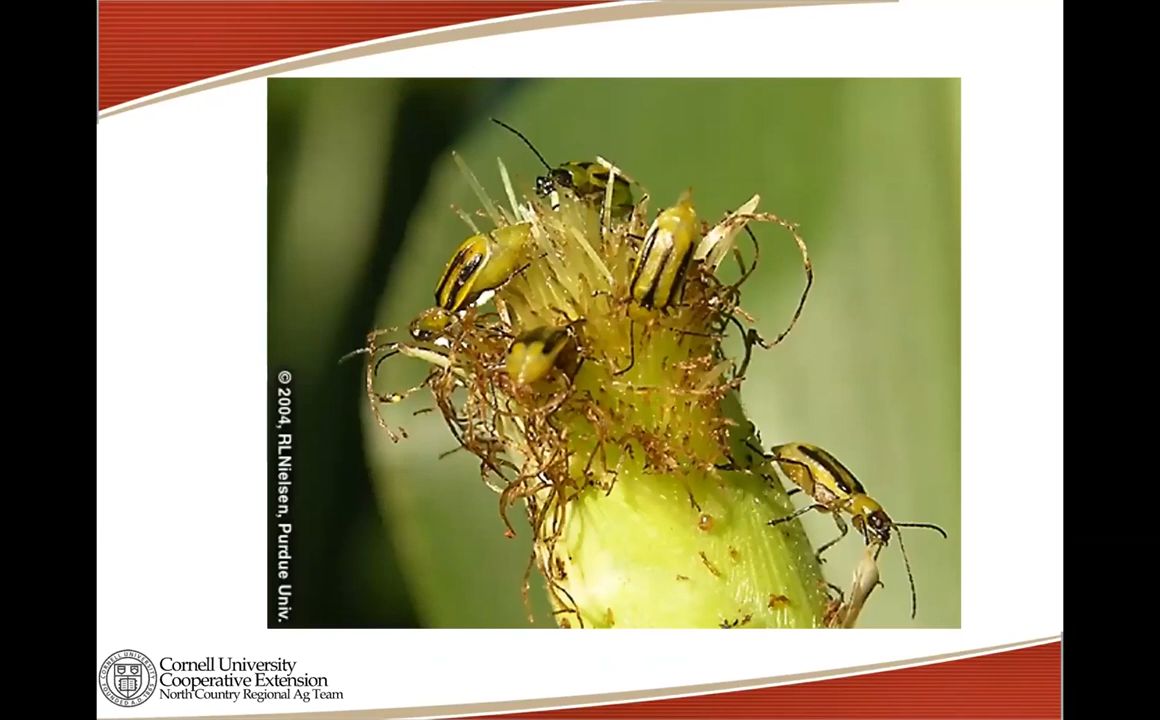 © 2004, RLNielsen, Purdue Univ.
Cornell University
Cooperative Extension
North Country Regional Ag Team